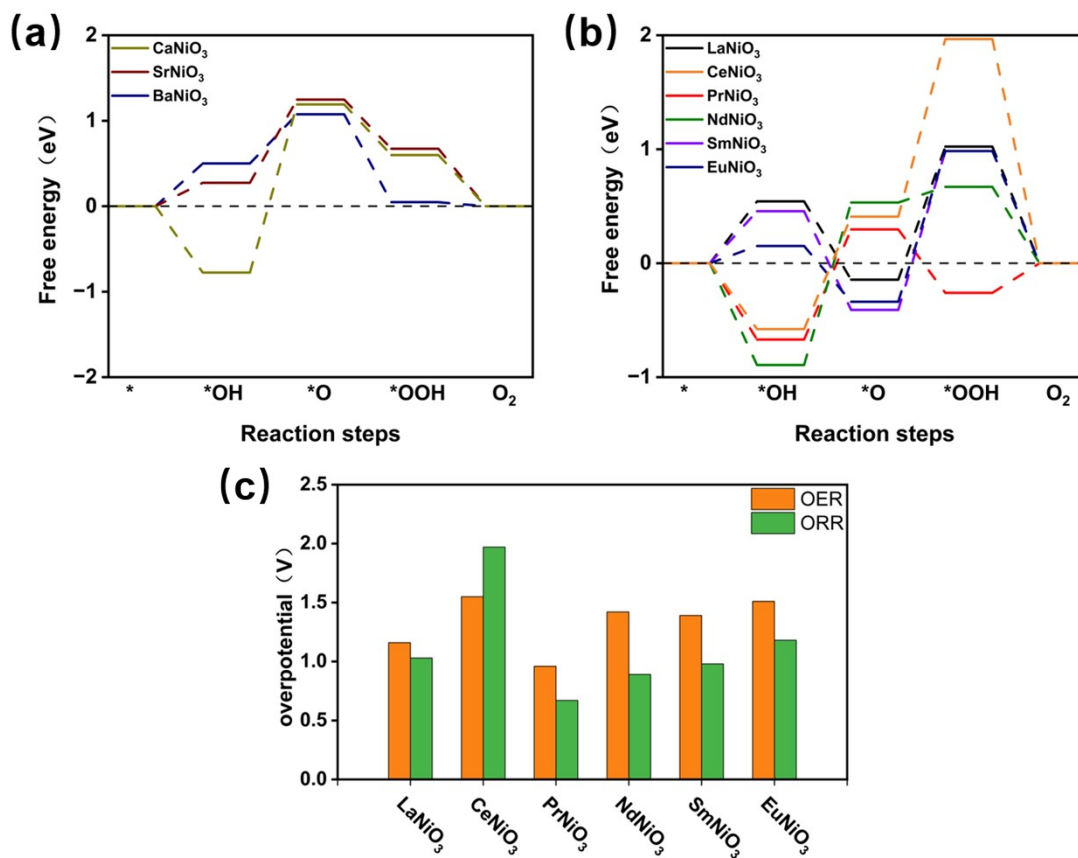 (a)
CaNiO₃
SrNiO₃
BaNiO₃
Free energy（eV）
2
1
0
−1
−2
* *OH *O *OOH O₂
Reaction steps
(b)
LaNiO₃
CeNiO₃
PrNiO₃
NdNiO₃
SmNiO₃
EuNiO₃
Free energy（eV）
2
1
0
−1
* *OH *O *OOH O₂
Reaction steps
(c)
OER
ORR
overpotential（V）
2.5
2.0
1.5
1.0
0.5
0.0
LaNiO₃
CeNiO₃
PrNiO₃
NdNiO₃
SmNiO₃
EuNiO₃